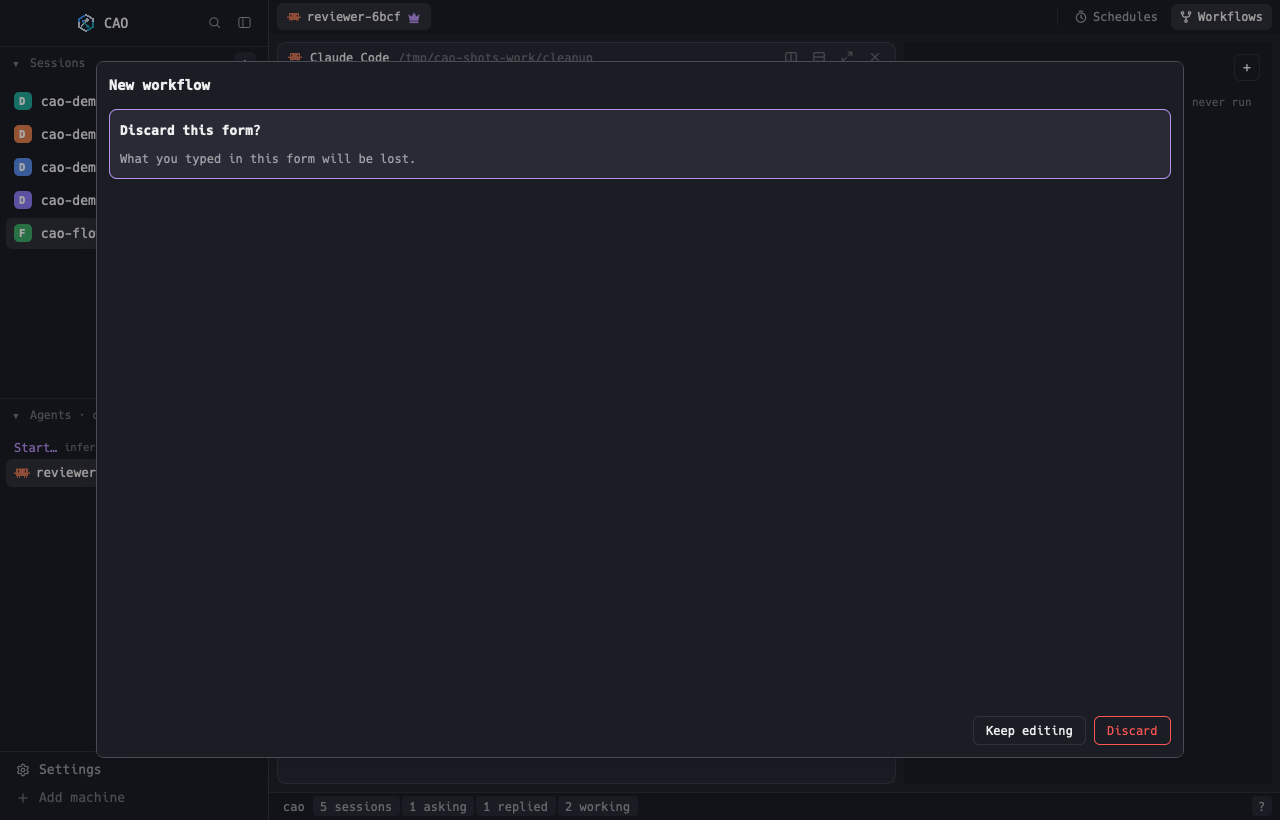 CAO
reviewer-6bcf
Schedules
Workflows
Sessions
Claude Code /tmp/cao-shots-work/cleanup
New workflow
+
Discard this form?
What you typed in this form will be lost.
never run
D cao-dem
D cao-dem
D cao-dem
D cao-dem
F cao-flo
Agents ·
Start… infer
reviewer
Keep editing
Discard
Settings
+ Add machine
cao 5 sessions 1 asking 1 replied 2 working
?